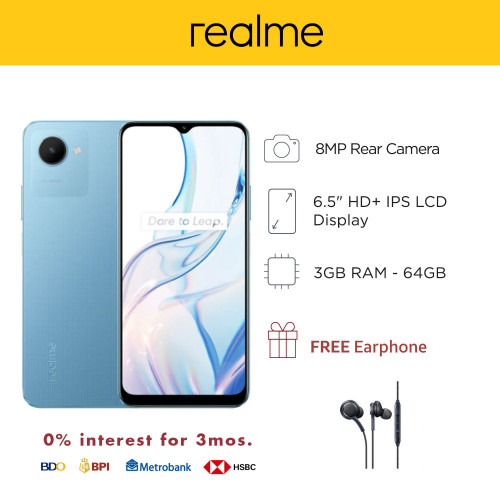 realme
8MP Rear Camera
6.5" HD+ IPS LCD
Display
Dare to Leap.
3GB RAM - 64GB
FREE Earphone
realme
0% interest for 3mos.
BDO BPI Metrobank HSBC